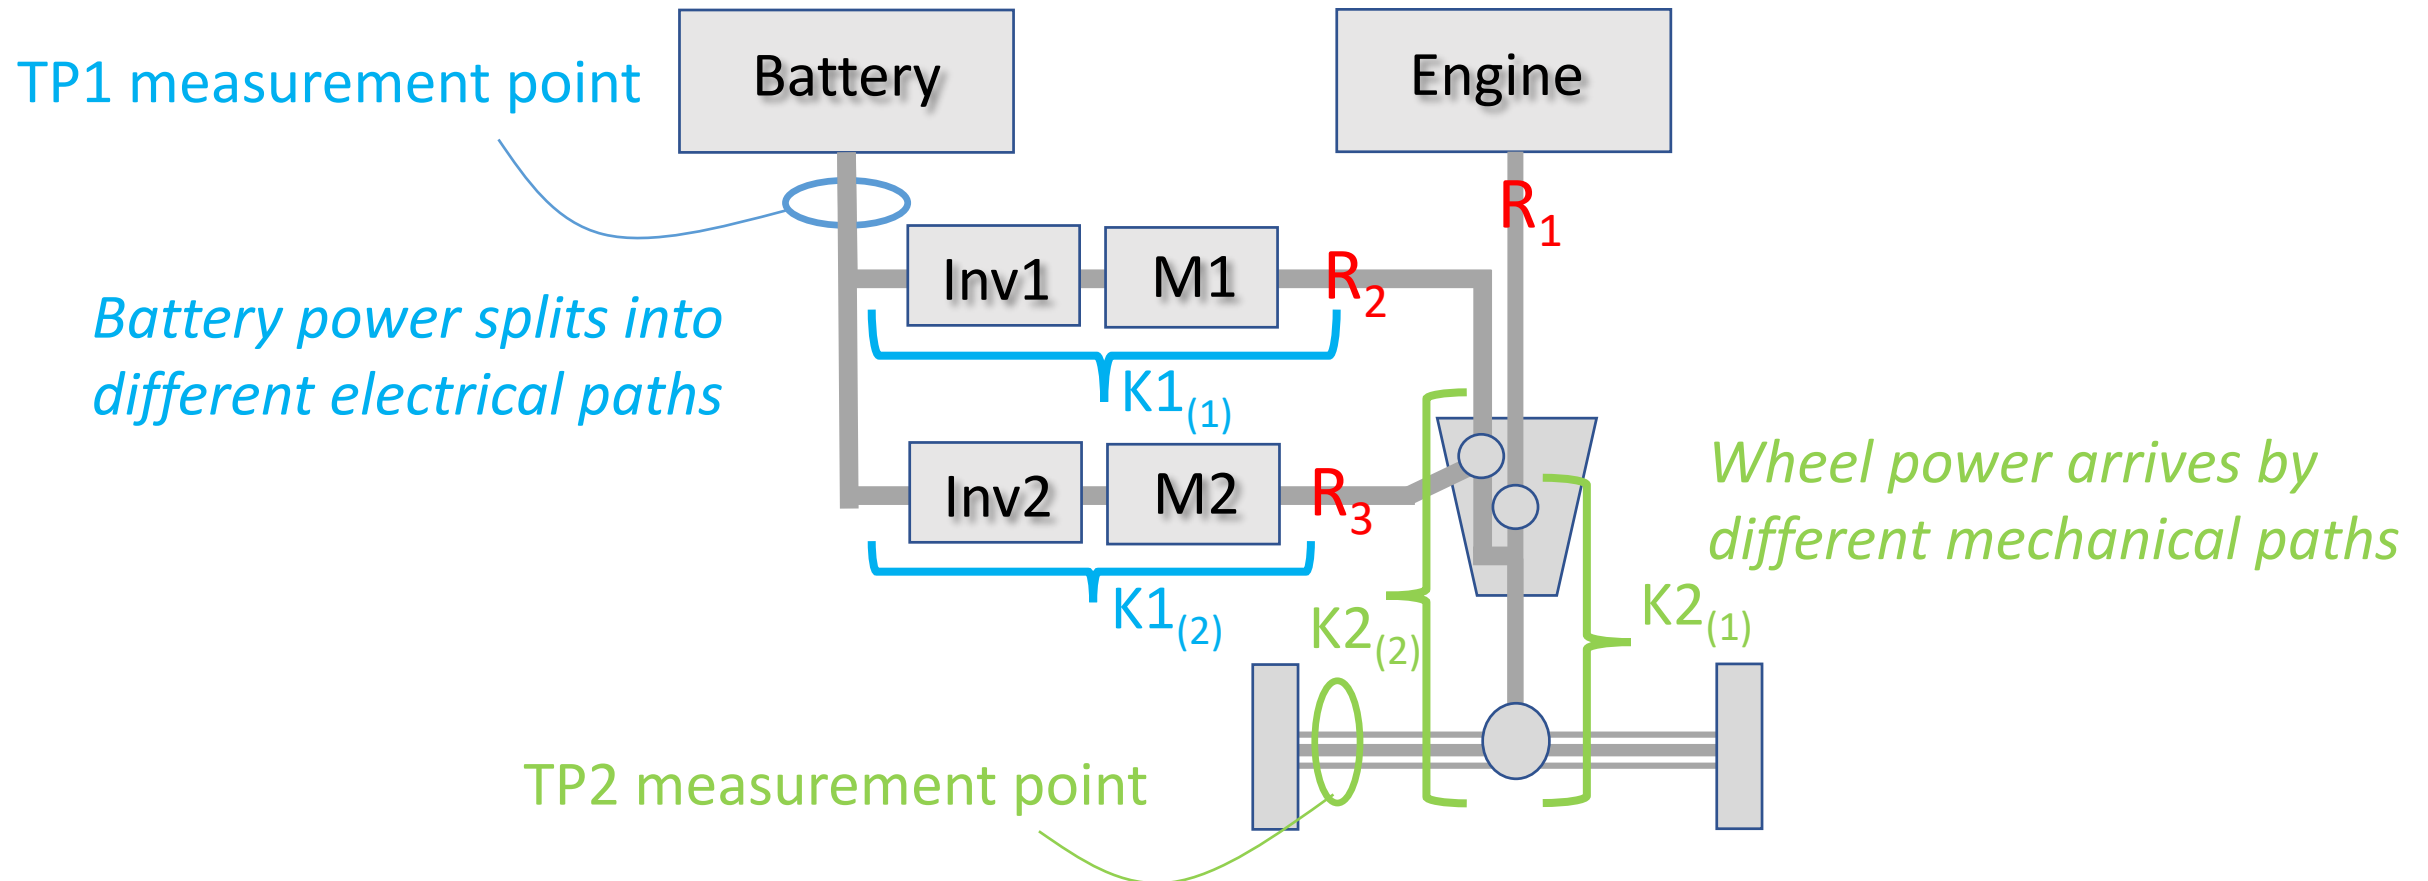 Battery
Engine
TP1 measurement point
R1
Inv1
M1
R2
Battery power splits into
different electrical paths
K1(1)
Inv2
M2
R3
Wheel power arrives by
different mechanical paths
K1(2)
K2(2)
K2(1)
TP2 measurement point